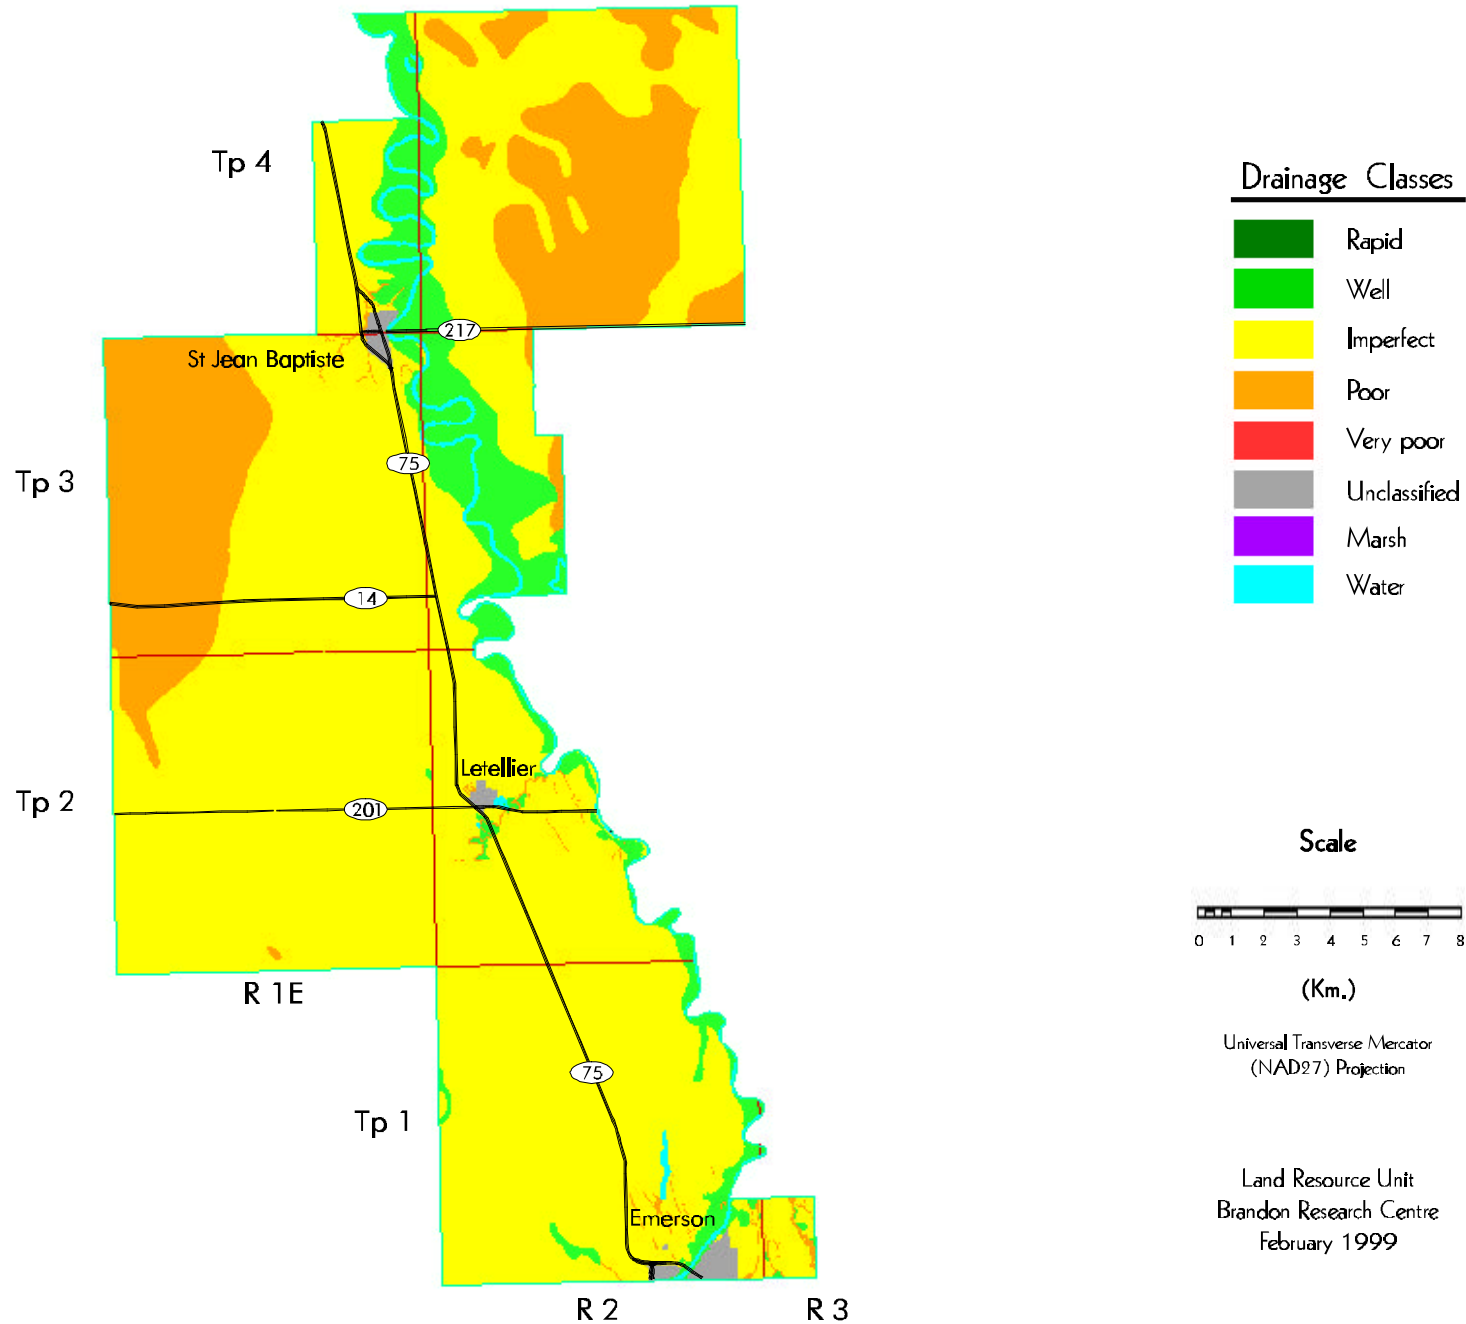 Tp 4
Drainage Classes
Rapid
Well
Imperfect
Poor
Very poor
Unclassified
Marsh
Water
217
St Jean Baptiste
75
Tp 3
14
Letellier
Tp 2
201
R 1E
Scale
0 1 2 3 4 5 6 7 8
(Km.)
Universal Transverse Mercator
(NAD27) Projection
75
Tp 1
Emerson
Land Resource Unit
Brandon Research Centre
February 1999
R 2
R 3